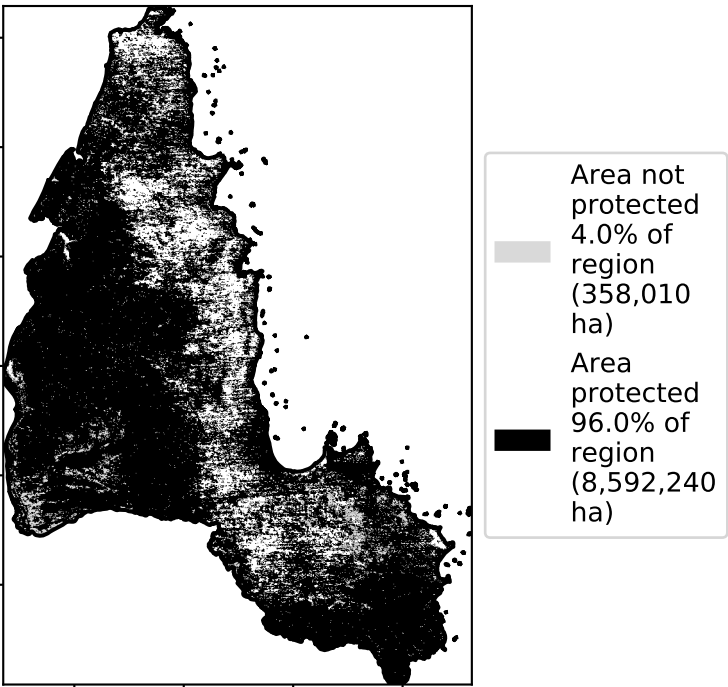 Area not
protected
4.0% of
region
(358,010
ha)
Area
protected
96.0% of
region
(8,592,240
ha)